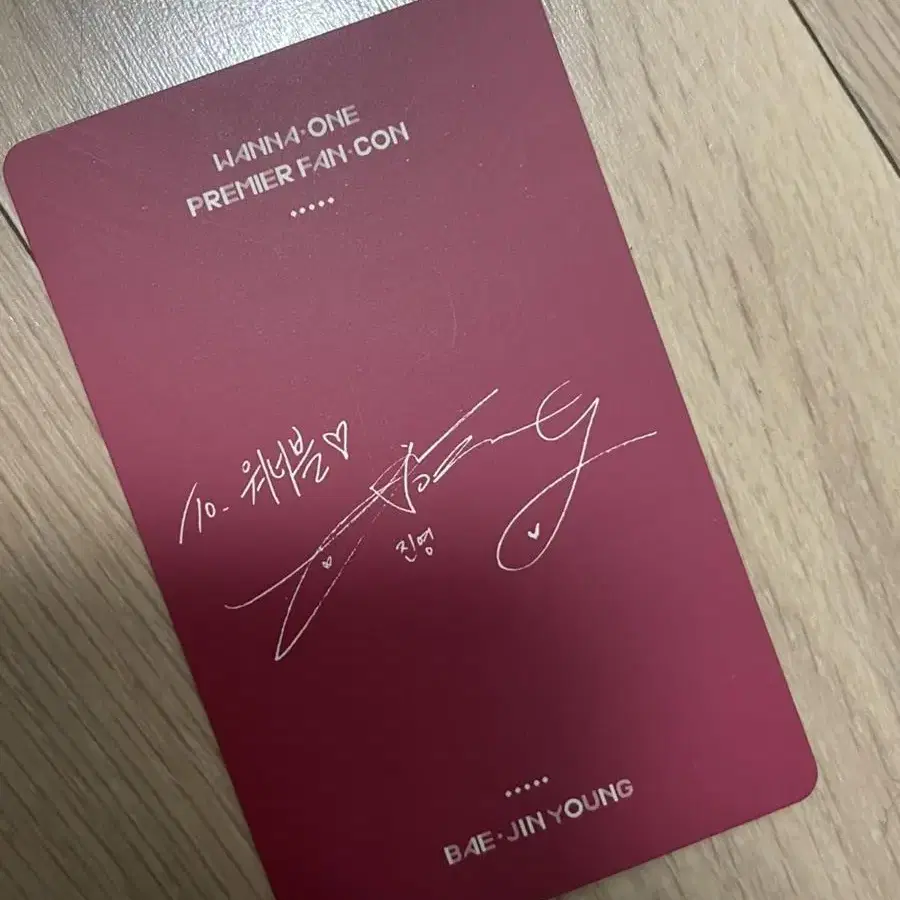 WANNA·ONE
PREMIER FAN·CON
To. 워너블♡
진영
BAE·JIN YOUNG